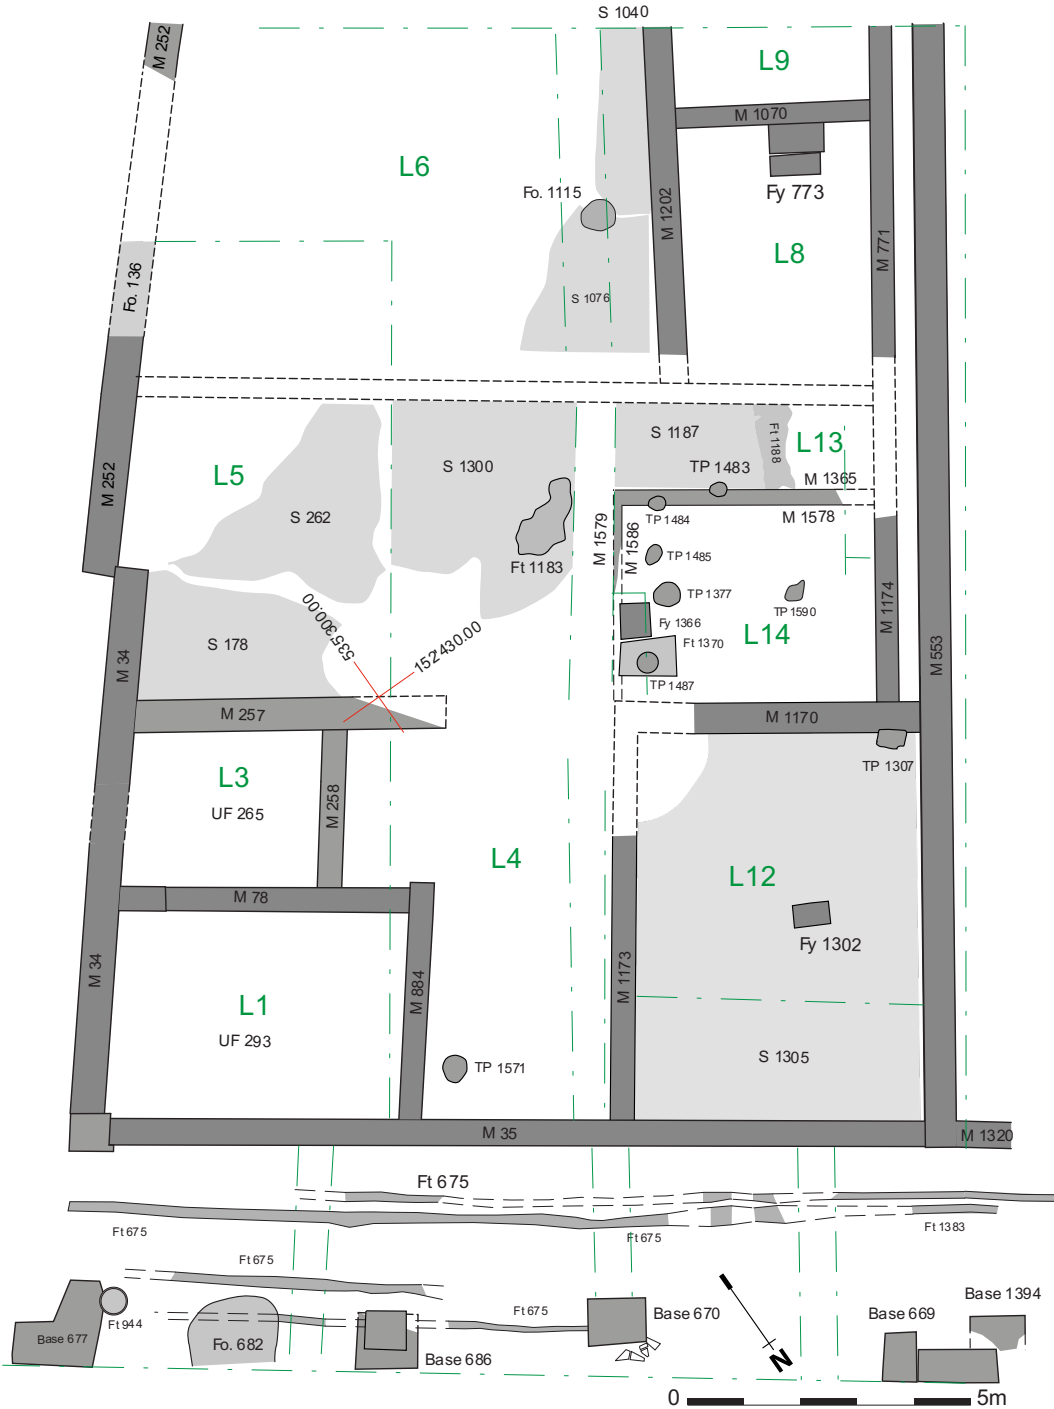 S 1040
M 252
L9
M 1070
L6
Fo. 1115
Fy 773
M 1202
M 771
L8
Fo. 136
S 1076
S 1187
Ft 1188
L13
S 1300
TP 1483
M 1365
L5
M 252
S 262
TP 1484
M 1578
M 1579
M 1586
TP 1485
Ft 1183
TP 1377
TP 1590
M 1174
535'300.00
152'430.00
Fy 1366
L14
Ft 1370
S 178
M 34
M 553
TP 1487
M 257
M 1170
TP 1307
L3
UF 265
M 258
L4
L12
M 78
Fy 1302
M 34
M 884
M 1173
L1
UF 293
S 1305
TP 1571
M 35
M 1320
Ft 675
Ft 675
Ft 675
Ft 1383
Ft 675
Ft 675
Base 1394
Base 670
Base 669
Ft 944
Base 677
Fo. 682
Base 686
N
0
5m